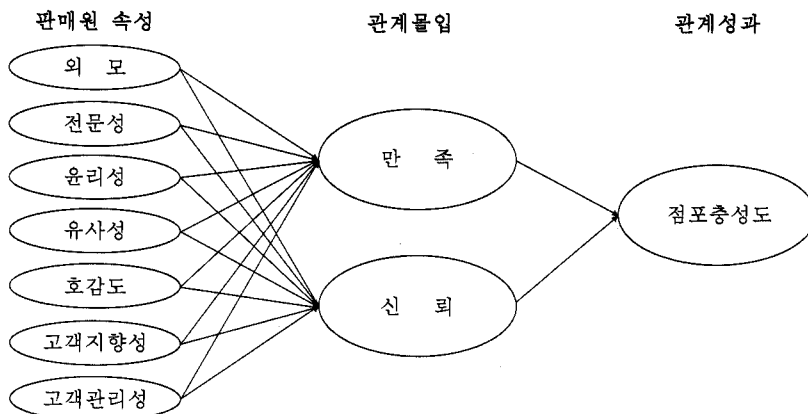 판매원 속성
관계몰입
관계성과
외 모
전문성
윤리성
유사성
호감도
고객지향성
고객관리성
만 족
신 뢰
점포충성도